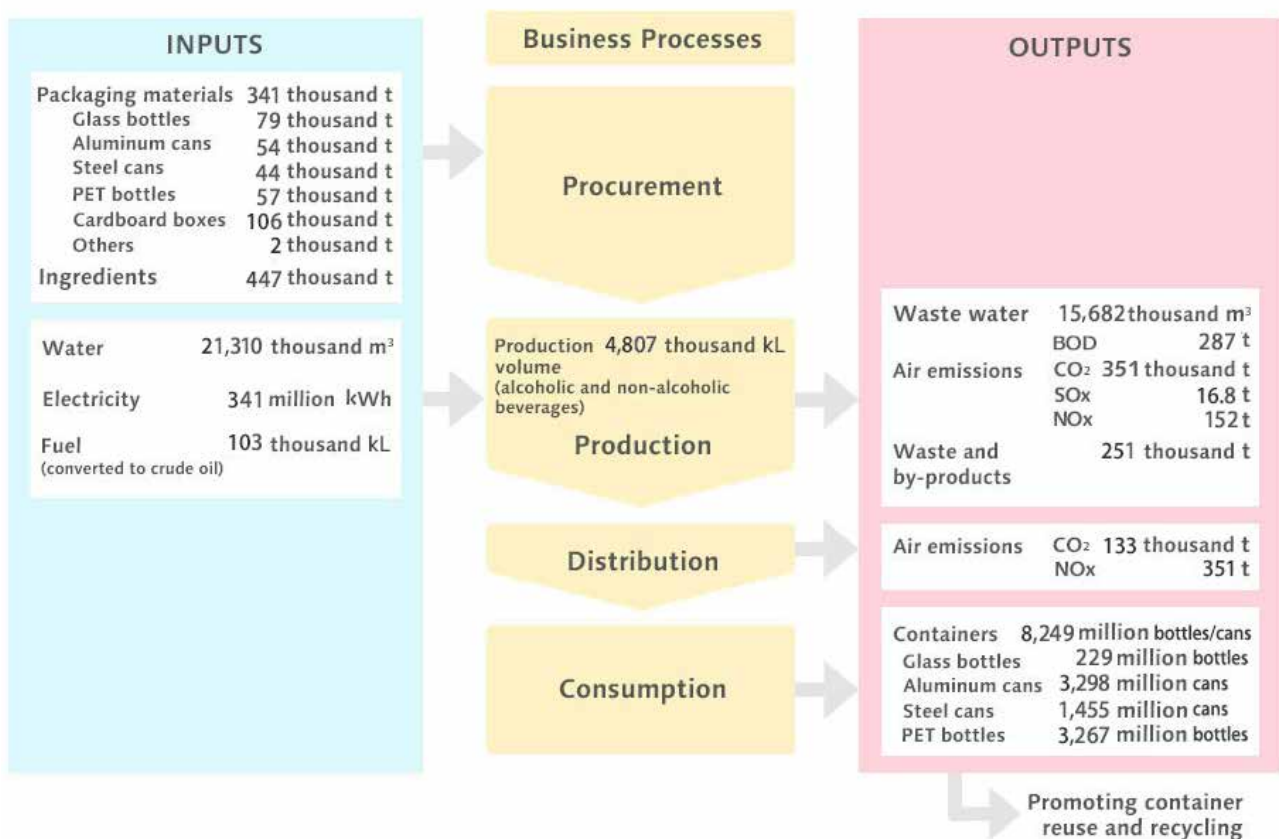 INPUTS
Packaging materials 341 thousand t
Glass bottles 79 thousand t
Aluminum cans 54 thousand t
Steel cans 44 thousand t
PET bottles 57 thousand t
Cardboard boxes 106 thousand t
Others 2 thousand t
Ingredients 447 thousand t
Water 21,310 thousand m³
Electricity 341 million kWh
Fuel 103 thousand kL
(converted to crude oil)
Business Processes
Procurement
Production 4,807 thousand kL
volume
(alcoholic and non-alcoholic
beverages)
Production
Distribution
Consumption
OUTPUTS
Waste water 15,682 thousand m³
BOD 287 t
Air emissions CO₂ 351 thousand t
SOx 16.8 t
NOx 152 t
Waste and 251 thousand t
by-products
Air emissions CO₂ 133 thousand t
NOx 351 t
Containers 8,249 million bottles/cans
Glass bottles 229 million bottles
Aluminum cans 3,298 million cans
Steel cans 1,455 million cans
PET bottles 3,267 million bottles
Promoting container
reuse and recycling